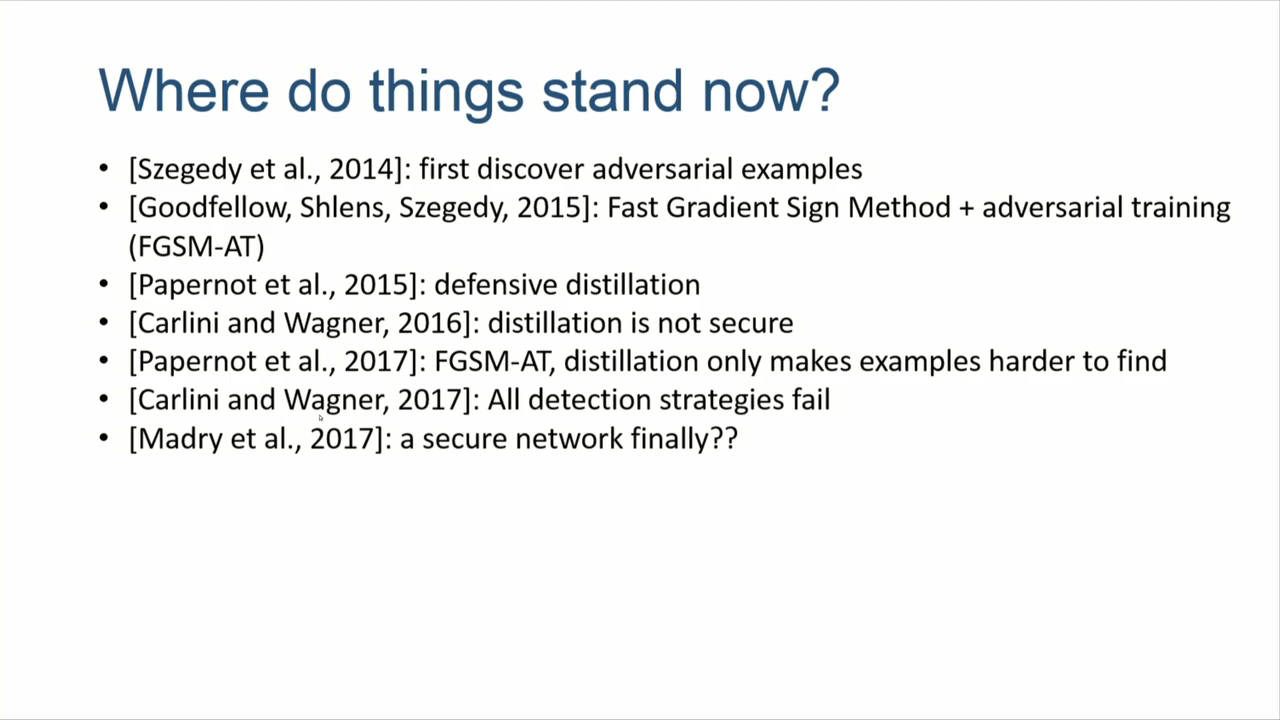 Where do things stand now?
• [Szegedy et al., 2014]: first discover adversarial examples
• [Goodfellow, Shlens, Szegedy, 2015]: Fast Gradient Sign Method + adversarial training
(FGSM-AT)
• [Papernot et al., 2015]: defensive distillation
• [Carlini and Wagner, 2016]: distillation is not secure
• [Papernot et al., 2017]: FGSM-AT, distillation only makes examples harder to find
• [Carlini and Wagner, 2017]: All detection strategies fail
• [Madry et al., 2017]: a secure network finally??